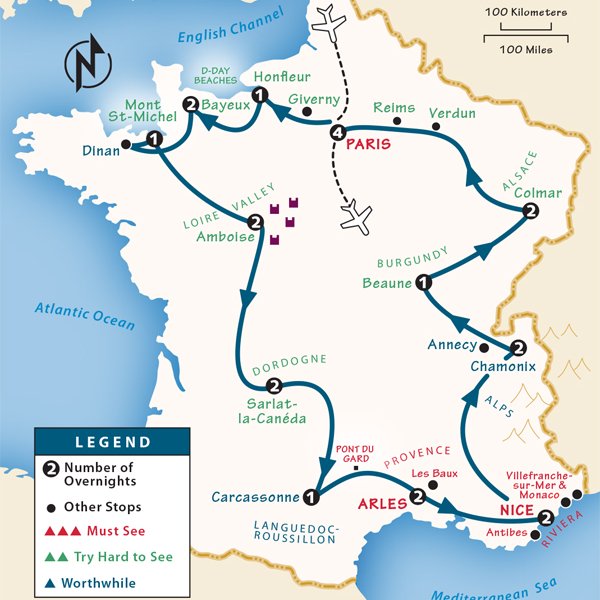 English Channel
100 Kilometers
100 Miles
N
D-DAY
BEACHES
Honfleur
1
Giverny
Mont
St-Michel
2
Bayeux
Reims
Verdun
4
PARIS
1
Dinan
ALSACE
Colmar
2
LOIRE VALLEY
2
Amboise
BURGUNDY
Beaune
1
Atlantic Ocean
Annecy
2
Chamonix
DORDOGNE
2
Sarlat-
la-Canéda
ALPS
PONT DU
GARD
PROVENCE
Les Baux
Villefranche-
sur-Mer &
Monaco
Carcassonne
1
ARLES
2
NICE
2
Antibes
RIVIERA
LANGUEDOC-
ROUSSILLON
Mediterranean Sea
LEGEND
2
Number of
Overnights
Other Stops
Must See
Try Hard to See
Worthwhile